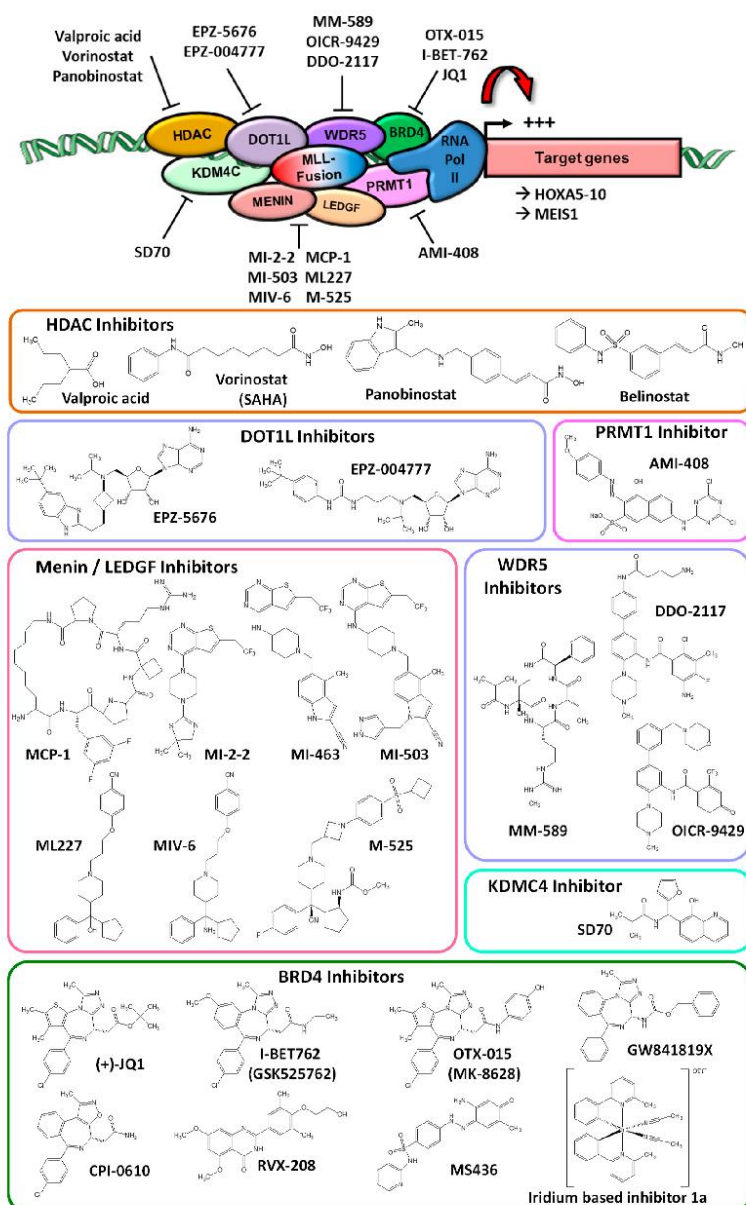 Valproic acid
Vorinostat
Panobinostat
EPZ-5676
EPZ-004777
MM-589
OICR-9429
DDO-2117
OTX-015
I-BET-762
JQ1
HDAC
DOT1L
WDR5
BRD4
RNA
Pol
II
+++
Target genes
KDM4C
MLL-
Fusion
PRMT1
MENIN
LEDGF
→ HOXA5-10
→ MEIS1
SD70
MI-2-2 MCP-1
MI-503 ML227
MIV-6 M-525
AMI-408
HDAC Inhibitors
Valproic acid
Vorinostat
(SAHA)
Panobinostat
Belinostat
DOT1L Inhibitors
EPZ-5676
EPZ-004777
PRMT1 Inhibitor
AMI-408
Menin / LEDGF Inhibitors
MCP-1
MI-2-2
MI-463
MI-503
ML227
MIV-6
M-525
WDR5
Inhibitors
DDO-2117
MM-589
OICR-9429
KDMC4 Inhibitor
SD70
BRD4 Inhibitors
(+)-JQ1
I-BET762
(GSK525762)
OTX-015
(MK-8628)
GW841819X
CPI-0610
RVX-208
MS436
Iridium based inhibitor 1a